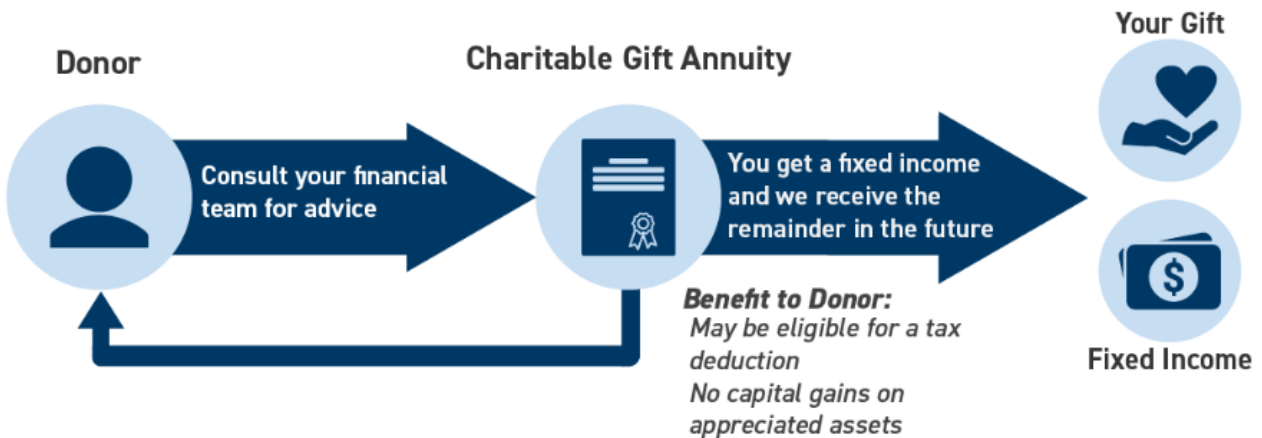 Donor
Charitable Gift Annuity
Your Gift
Consult your financial
team for advice
You get a fixed income
and we receive the
remainder in the future
$
Fixed Income
Benefit to Donor:
May be eligible for a tax
deduction
No capital gains on
appreciated assets